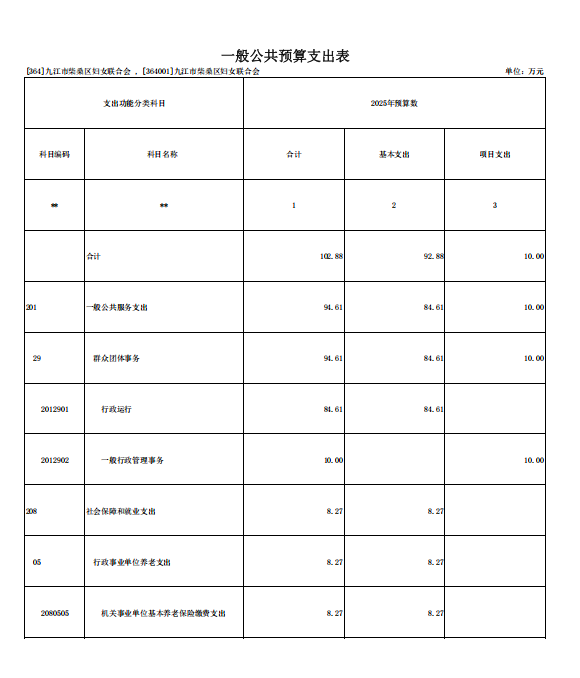 一般公共预算支出表
[364]九江市柴桑区妇女联合会 , [364001]九江市柴桑区妇女联合会 单位: 万元
支出功能分类科目 2025年预算数
科目编码 科目名称 合计 基本支出 项目支出
** ** 1 2 3
合计 102.88 92.88 10.00
201 一般公共服务支出 94.61 84.61 10.00
29 群众团体事务 94.61 84.61 10.00
2012901 行政运行 84.61 84.61
2012902 一般行政管理事务 10.00 10.00
208 社会保障和就业支出 8.27 8.27
05 行政事业单位养老支出 8.27 8.27
2080505 机关事业单位基本养老保险缴费支出 8.27 8.27